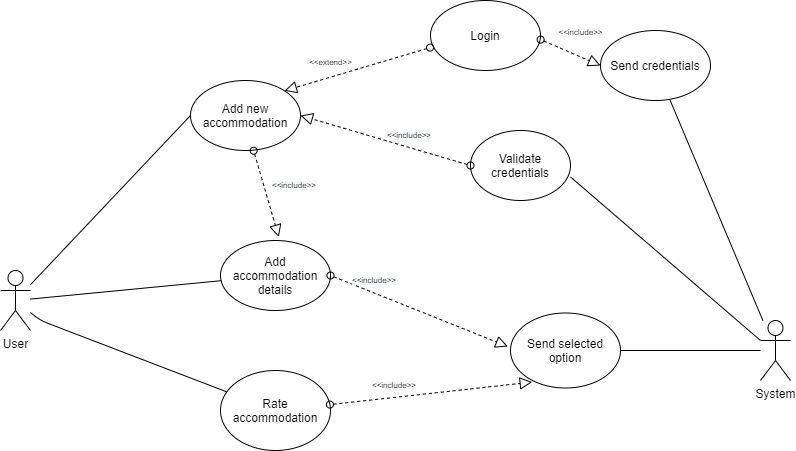 Login
<<include>>
Send credentials
<<extend>>
Add new
accommodation
<<include>>
Validate
credentials
<<include>>
Add
accommodation
details
<<include>>
User
Send selected
option
System
<<include>>
Rate
accommodation